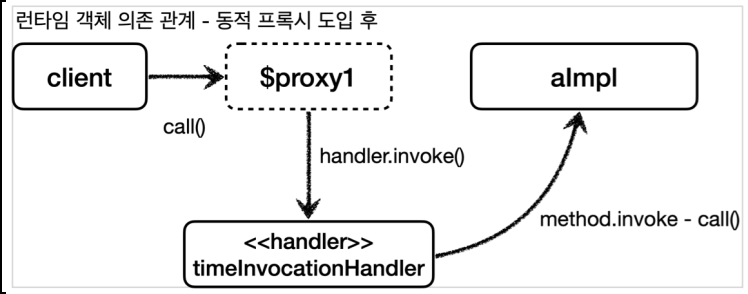 런타임 객체 의존 관계 - 동적 프록시 도입 후
client
$proxy1
aImpl
call()
handler.invoke()
method.invoke - call()
<<handler>>
timeInvocationHandler